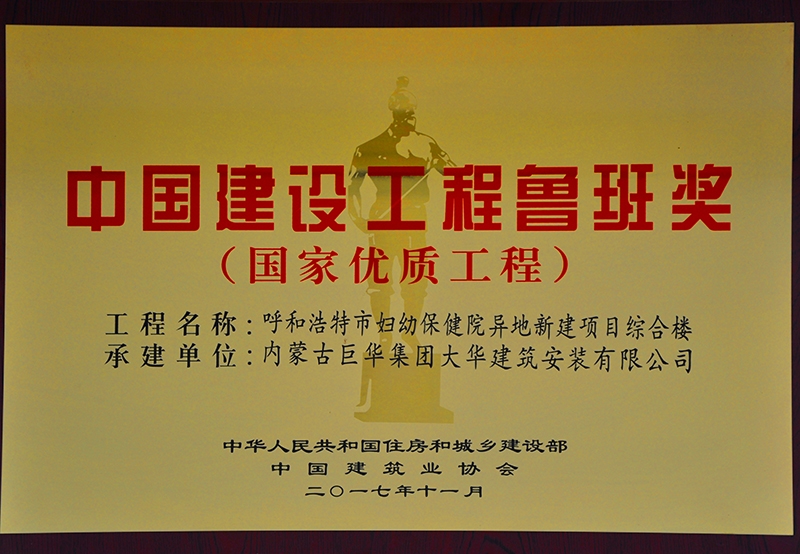 中国建设工程鲁班奖
（国家优质工程）
工程名称：呼和浩特市妇幼保健院异地新建项目综合楼
承建单位：内蒙古巨华集团大华建筑安装有限公司
中华人民共和国住房和城乡建设部
中国建筑业协会
二〇一七年十一月